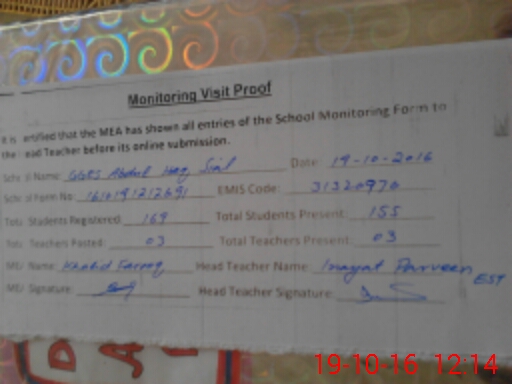 Monitoring Visit Proof
It is certified that the MEA has shown all entries of the School Monitoring Form to
the Head Teacher before its online submission.
School Name: GGPS Abdul Haq Sial Date: 19-10-2016
School Form No: 1610191212691 EMIS Code: 31320970
Total Students Registered: 169 Total Students Present: 155
Total Teachers Posted: 03 Total Teachers Present: 03
MEA Name: Khalid Farooq Head Teacher Name: Inayat Parveen EST
MEA Signature: Head Teacher Signature:
19-10-16 12:14